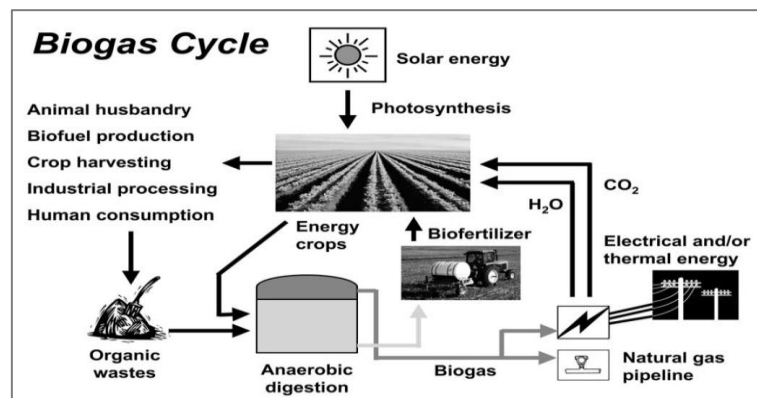 Biogas Cycle
Solar energy
Photosynthesis
Animal husbandry
Biofuel production
Crop harvesting
Industrial processing
Human consumption
CO₂
H₂O
Energy
crops
Biofertilizer
Electrical and/or
thermal energy
Organic
wastes
Anaerobic
digestion
Biogas
Natural gas
pipeline